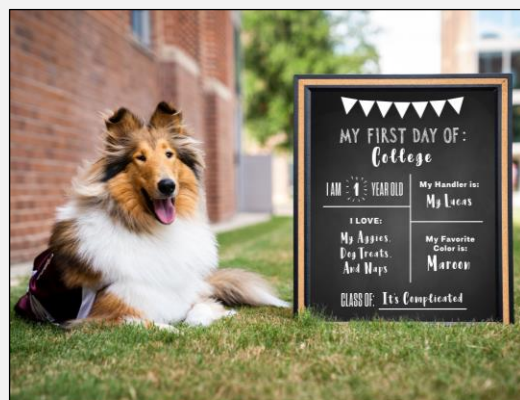 MY FIRST DAY OF:
College
I AM 1 YEAR OLD
My Handler is:
My Lucas
I LOVE:
My Aggies,
Dog Treats,
And Naps
My Favorite
Color is:
Maroon
CLASS OF: It's Complicated